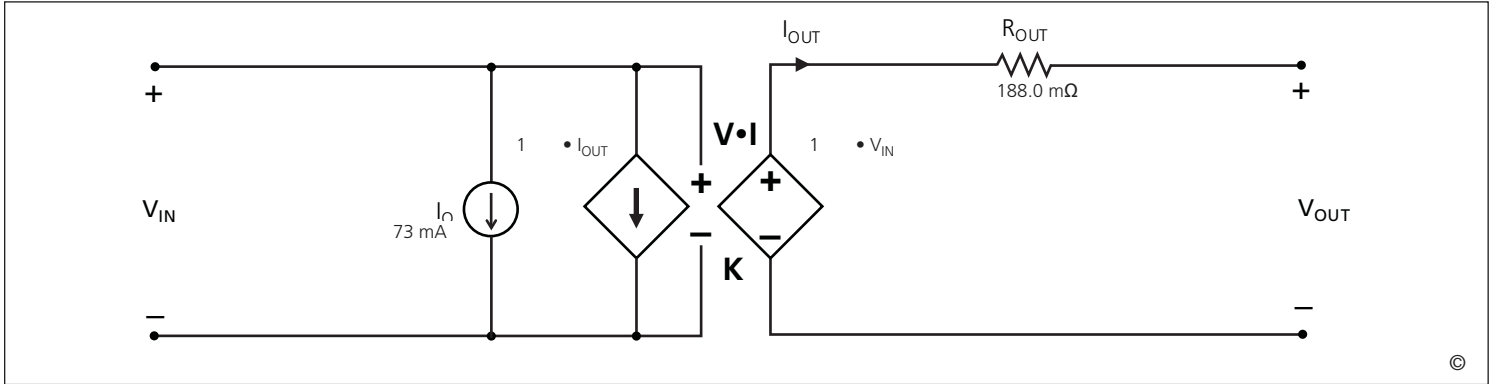 I_OUT
R_OUT
188.0 mΩ
+
+
1 • I_OUT
V•I
1 • V_IN
+
+
V_IN
I_Q
73 mA
V_OUT
–
–
K
–
–
©